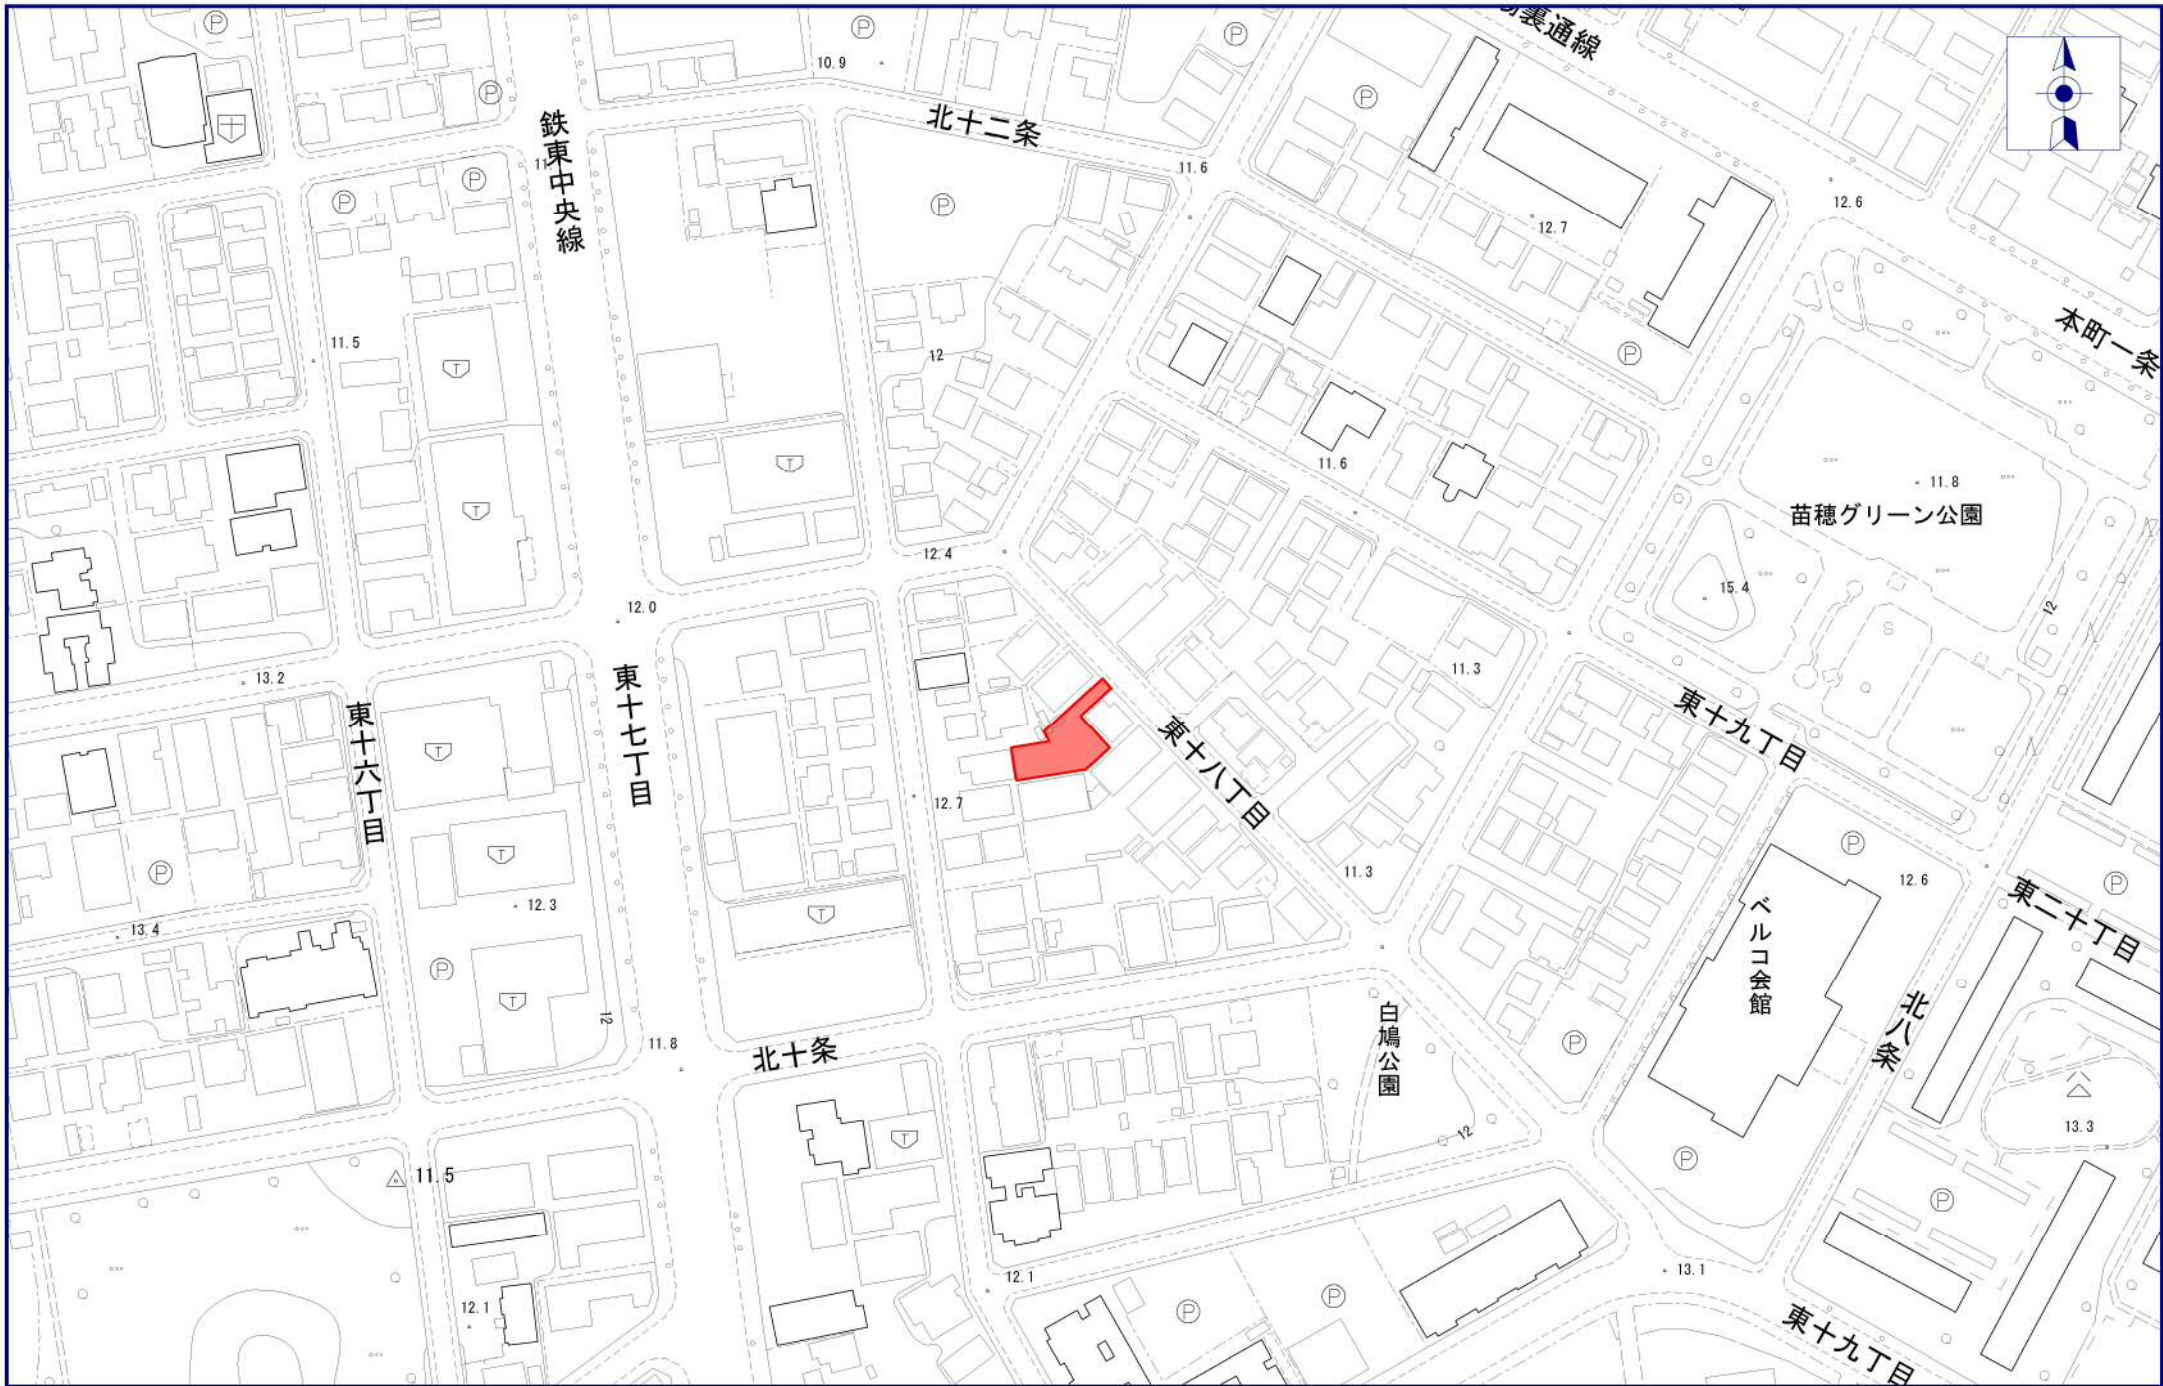 P
P
P
場裏通線
10.9
P
P
北十二条
鉄東中央線
11.6
P
P
P
12.6
12.7
11.5
本町一条
12
P
T
T
11.6
11.8
苗穂グリーン公園
T
12.4
15.4
12.0
12
S
11.3
13.2
東十七丁目
東十九丁目
東十六丁目
東十八丁目
T
12.7
P
T
P
11.3
12.6
P
東二十丁目
12.3
ベルコ会館
T
13.4
P
T
北八条
12
白鳩公園
11.8
P
北十条
T
12
13.3
P
11.5
P
12.1
13.1
P
P
12.1
東十九丁目